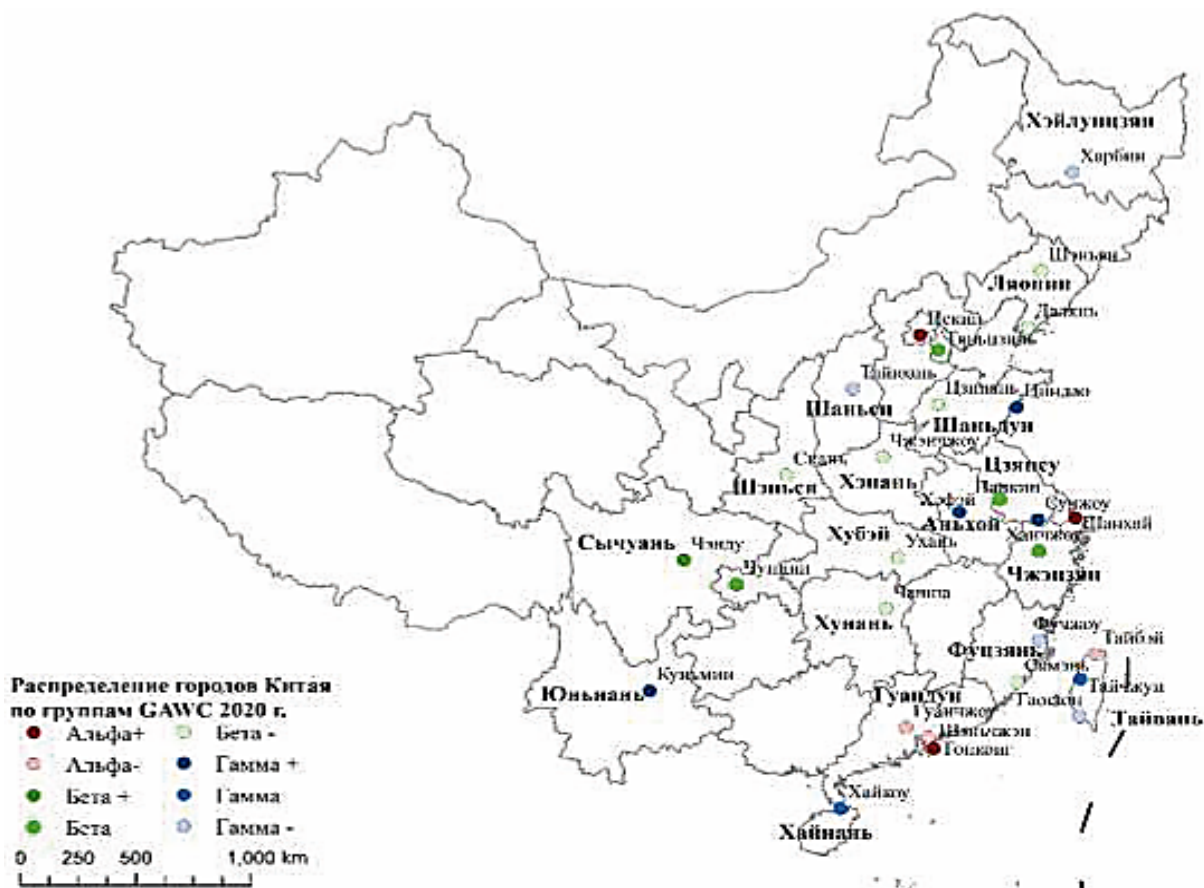 Хэйлунцзян
Харбин
Шэньян
Ляонин
Далянь
Пекин
Тяньцзинь
Тайюань
Цзинань
Циндао
Шаньси
Шаньдун
Чжэнчжоу
Сиань
Цзянсу
Шэньси
Хэнань
Нанкин
Хэфэй
Сучжоу
Аньхой
Шанхай
Хубэй
Ханчжоу
Сычуань
Чэнду
Ухань
Чунцин
Чжэцзян
Чанша
Хунань
Фучжоу
Тайбэй
Фуцзянь
Сямэнь
Куньмин
Тайчжун
Юньнань
Гуандун
Гаосюн
Гуанчжоу
Тайвань
Шэньчжэнь
Гонконг
Хайкоу
Хайнань
Распределение городов Китая
по группам GAWC 2020 г.
Альфа+
Бета -
Альфа-
Гамма +
Бета +
Гамма
Бета
Гамма -
0 250 500 1,000 km